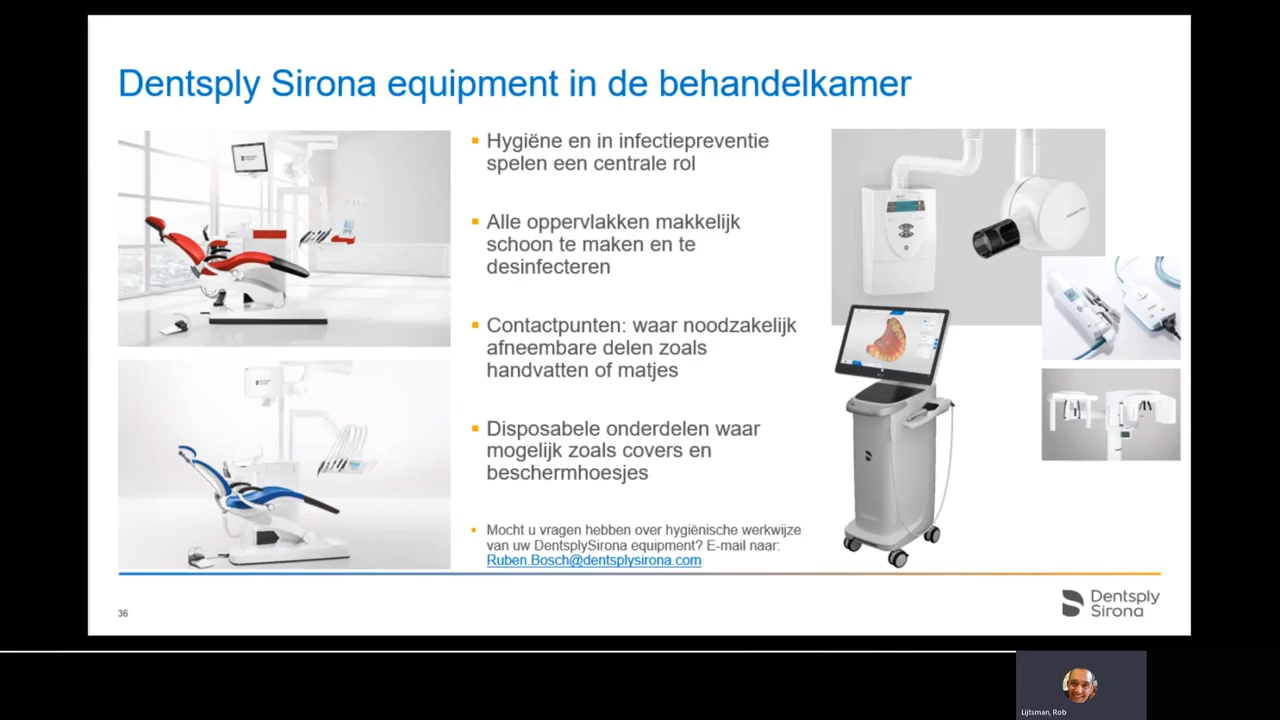 Dentsply Sirona equipment in de behandelkamer
Hygiëne en in infectiepreventie
spelen een centrale rol
Alle oppervlakken makkelijk
schoon te maken en te
desinfecteren
Contactpunten: waar noodzakelijk
afneembare delen zoals
handvatten of matjes
Disposabele onderdelen waar
mogelijk zoals covers en
beschermhoesjes
Mocht u vragen hebben over hygiënische werkwijze
van uw DentsplySirona equipment? E-mail naar:
Ruben.Bosch@dentsplysirona.com
36
Dentsply
Sirona
Lijtsman, Rob